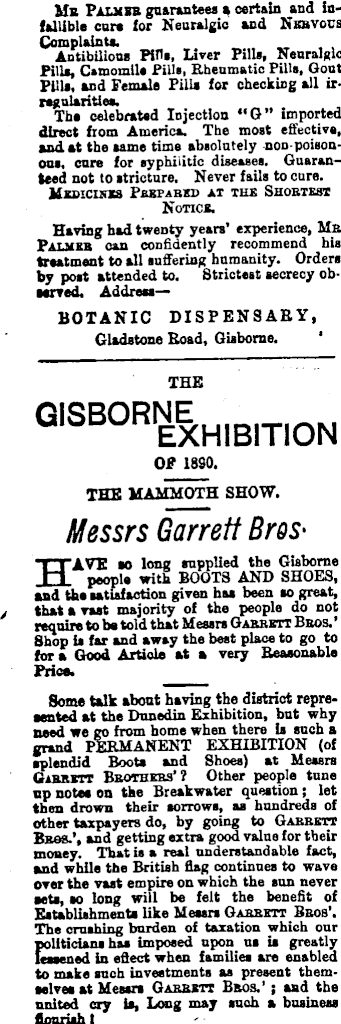 MR PALMER guarantees a certain and in-
fallible cure for Neuralgic and NERVOUS
Complaints.
Antibilious Pills, Liver Pills, Neuralgic
Pills, Camomile Pills, Rheumatic Pills, Gout
Pills, and Female Pills for checking all ir-
regularities.
The celebrated Injection "G" imported
direct from America. The most effective,
and at the same time absolutely non-poison-
ous, cure for syphilitic diseases. Guaran-
teed not to stricture. Never fails to cure.
MEDICINES PREPARED AT THE SHORTEST
NOTICE.
Having had twenty years' experience, MR
PALMER can confidently recommend his
treatment to all suffering humanity. Orders
by post attended to. Strictest secrecy ob-
served. Address—
BOTANIC DISPENSARY,
Gladstone Road, Gisborne.
THE
GISBORNE
EXHIBITION
OF 1890.
THE MAMMOTH SHOW.
Messrs Garrett Bros.
HAVE so long supplied the Gisborne
people with BOOTS AND SHOES,
and the satisfaction given has been so great,
that a vast majority of the people do not
require to be told that Messrs GARRETT BROS.'
Shop is far and away the best place to go to
for a Good Article at a very Reasonable
Price.
Some talk about having the district repre-
sented at the Dunedin Exhibition, but why
need we go from home when there is such a
grand PERMANENT EXHIBITION (of
splendid Boots and Shoes) at Messrs
GARRETT BROTHERS'? Other people tune
up notes on the Breakwater question; let
then drown their sorrows, as hundreds of
other taxpayers do, by going to GARRETT
BROS.', and getting extra good value for their
money. That is a real understandable fact,
and while the British flag continues to wave
over the vast empire on which the sun never
sets, so long will be felt the benefit of
Establishments like Messrs GARRETT BROS'.
The crushing burden of taxation which our
politicians has imposed upon us is greatly
lessened in effect when families are enabled
to make such investments as present them-
selves at Messrs GARRETT BROS.'; and the
united cry is, Long may such a business
flourish!